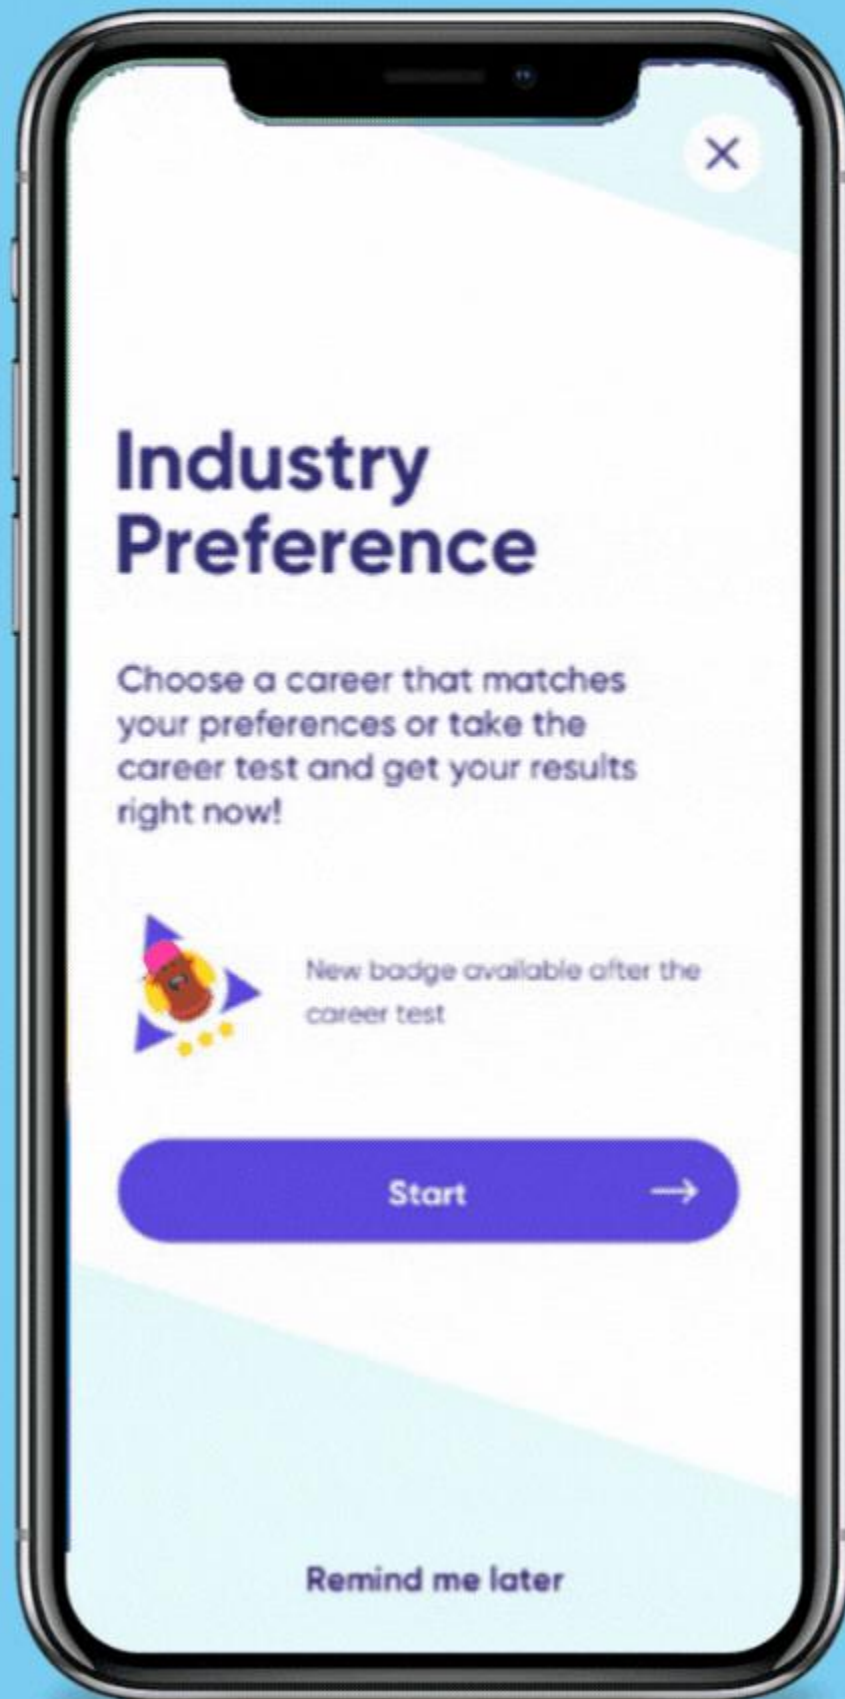 Industry
Preference
Choose a career that matches
your preferences or take the
career test and get your results
right now!
New badge available after the
career test
Start
Remind me later